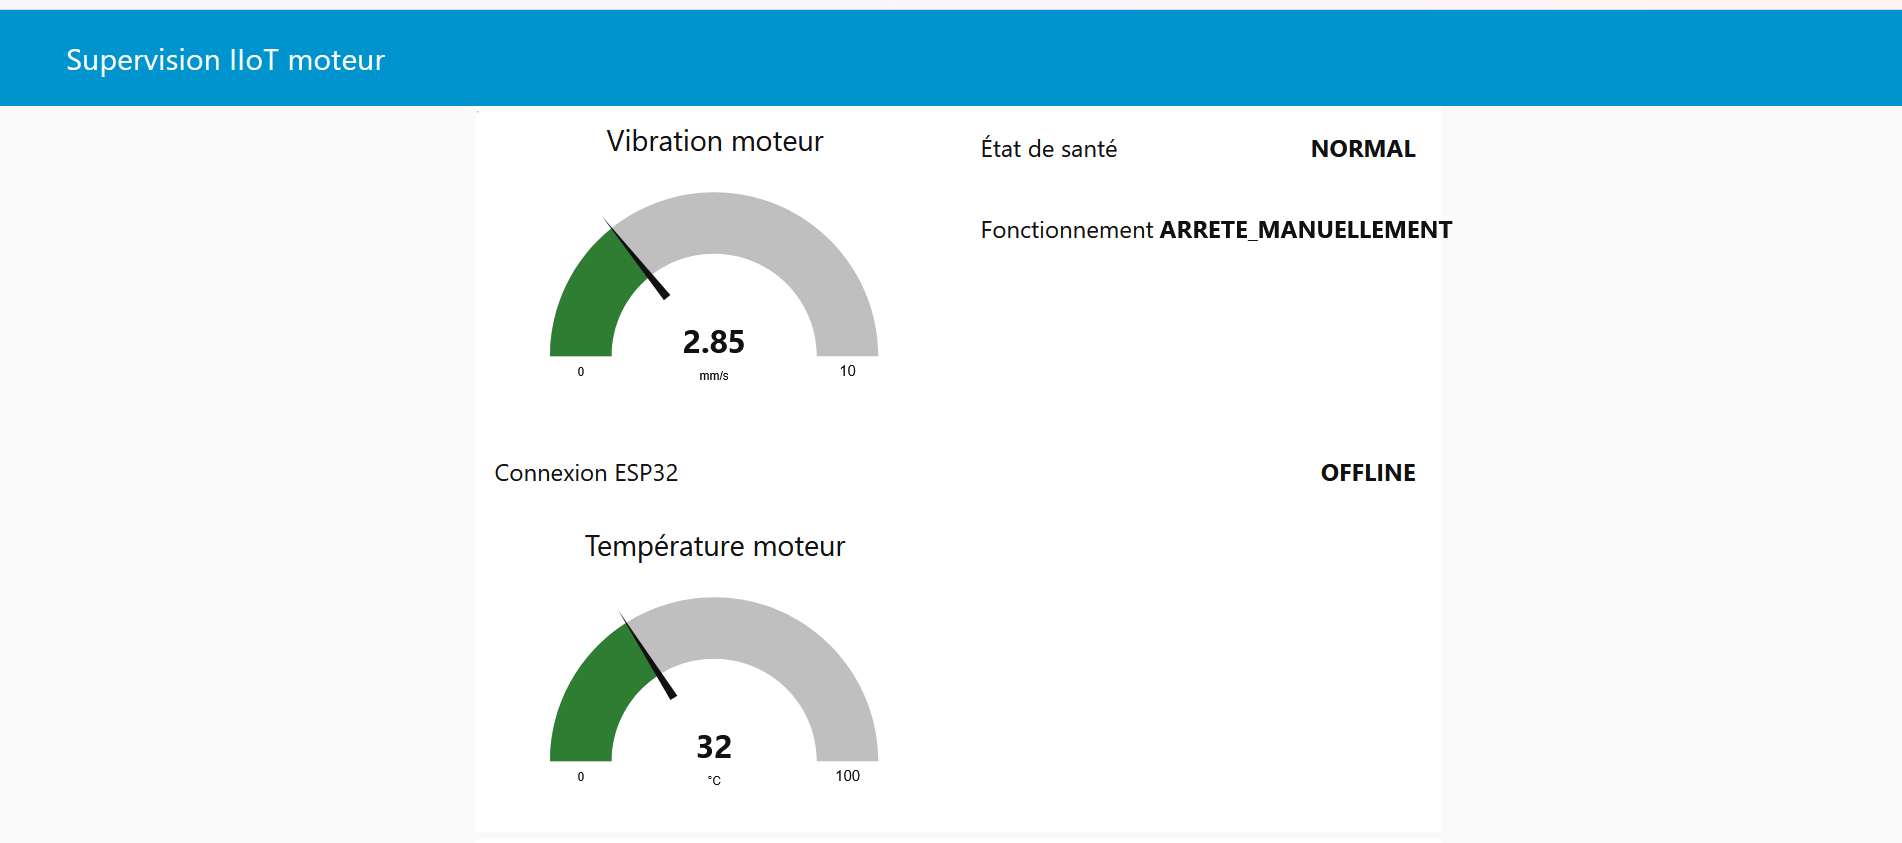 Supervision IIoT moteur
Vibration moteur
2.85
mm/s
0
10
État de santé NORMAL
Fonctionnement ARRETE_MANUELLEMENT
Connexion ESP32 OFFLINE
Température moteur
32
°C
0
100